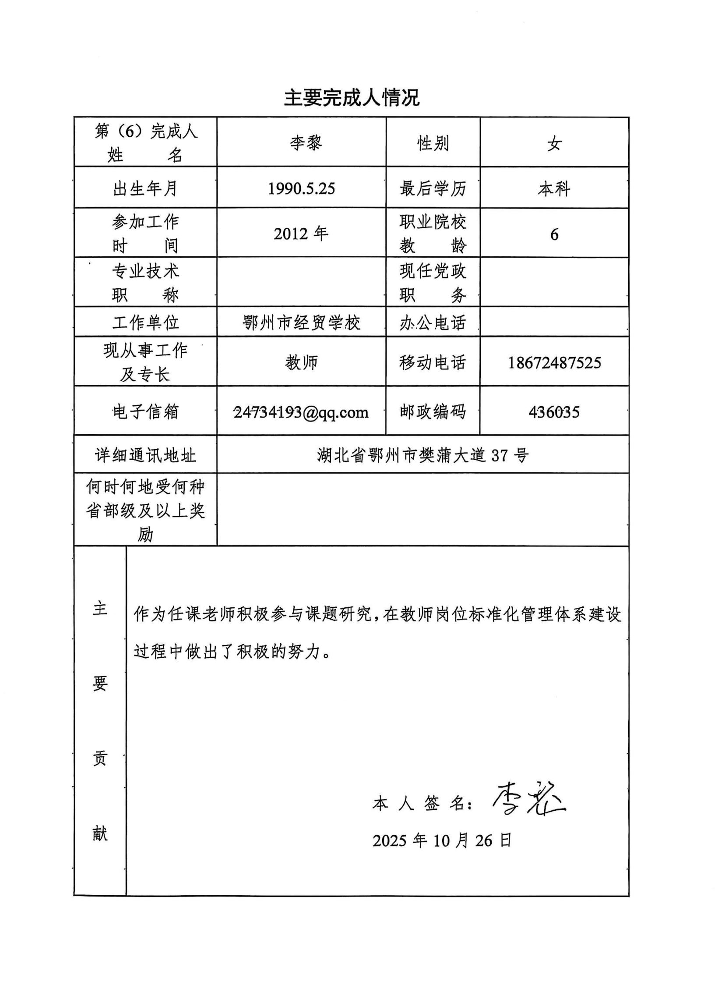 主要完成人情况
第（6）完成人
姓 名
李黎
性别
女
出生年月
1990.5.25
最后学历
本科
参加工作
时 间
2012 年
职业院校
教 龄
6
专业技术
职 称
现任党政
职 务
工作单位
鄂州市经贸学校
办公电话
现从事工作
及专长
教师
移动电话
18672487525
电子信箱
24734193@qq.com
邮政编码
436035
详细通讯地址
湖北省鄂州市樊蒲大道 37 号
何时何地受何种
省部级及以上奖
励
主
要
贡
献
作为任课老师积极参与课题研究，在教师岗位标准化管理体系建设
过程中做出了积极的努力。
本 人 签 名：李黎
2025 年 10 月 26 日